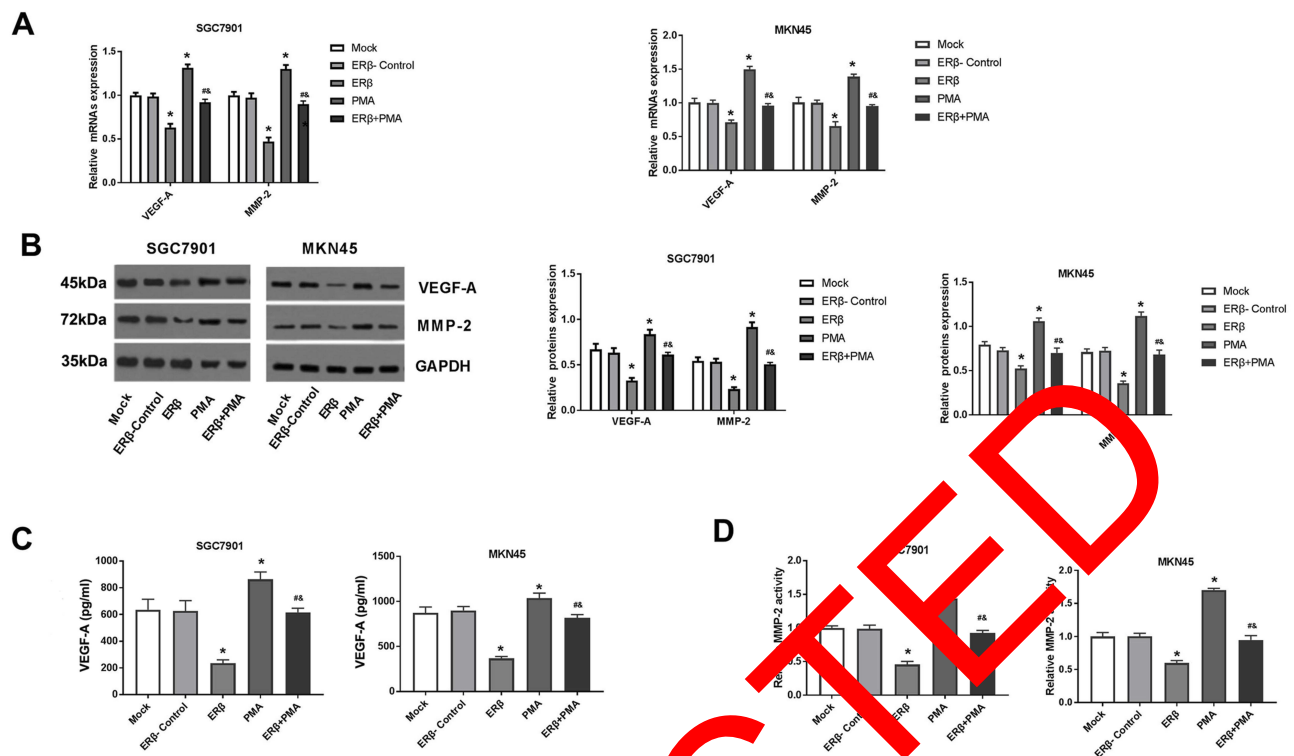 A
SGC7901
Relative mRNAs expression
1.5
1.0
0.5
0.0
*
*
*
*
#&
#&
*
VEGF-A
MMP-2
Mock
ERβ- Control
ERβ
PMA
ERβ+PMA
MKN45
Relative mRNAs expression
2.0
1.5
1.0
0.5
0.0
*
*
*
*
#&
#&
VEGF-A
MMP-2
Mock
ERβ- Control
ERβ
PMA
ERβ+PMA
B
SGC7901
MKN45
45kDa
VEGF-A
72kDa
MMP-2
35kDa
GAPDH
Mock
ERβ-Control
ERβ
PMA
ERβ+PMA
Mock
ERβ-Control
ERβ
PMA
ERβ+PMA
SGC7901
Relative proteins expression
1.5
1.0
0.5
0.0
*
*
*
*
#&
#&
VEGF-A
MMP-2
Mock
ERβ- Control
ERβ
PMA
ERβ+PMA
MKN45
Relative proteins expression
1.5
1.0
0.5
0.0
*
*
*
*
#&
#&
Mock
ERβ- Control
ERβ
PMA
ERβ+PMA
C
SGC7901
VEGF-A (pg/ml)
1000
800
600
400
200
0
*
*
#&
Mock
ERβ- Control
ERβ
PMA
ERβ+PMA
MKN45
VEGF-A (pg/ml)
1500
1000
500
0
*
*
#&
Mock
ERβ- Control
ERβ
PMA
ERβ+PMA
D
7901
MMP-2 activity
2.0
1.5
1.0
0.5
0.0
*
#&
Mock
ERβ
PMA
ERβ+PMA
MKN45
Relative MMP-2
2.0
1.5
1.0
0.5
0.0
*
*
#&
Mock
ERβ- Control
ERβ
PMA
ERβ+PMA
CTED